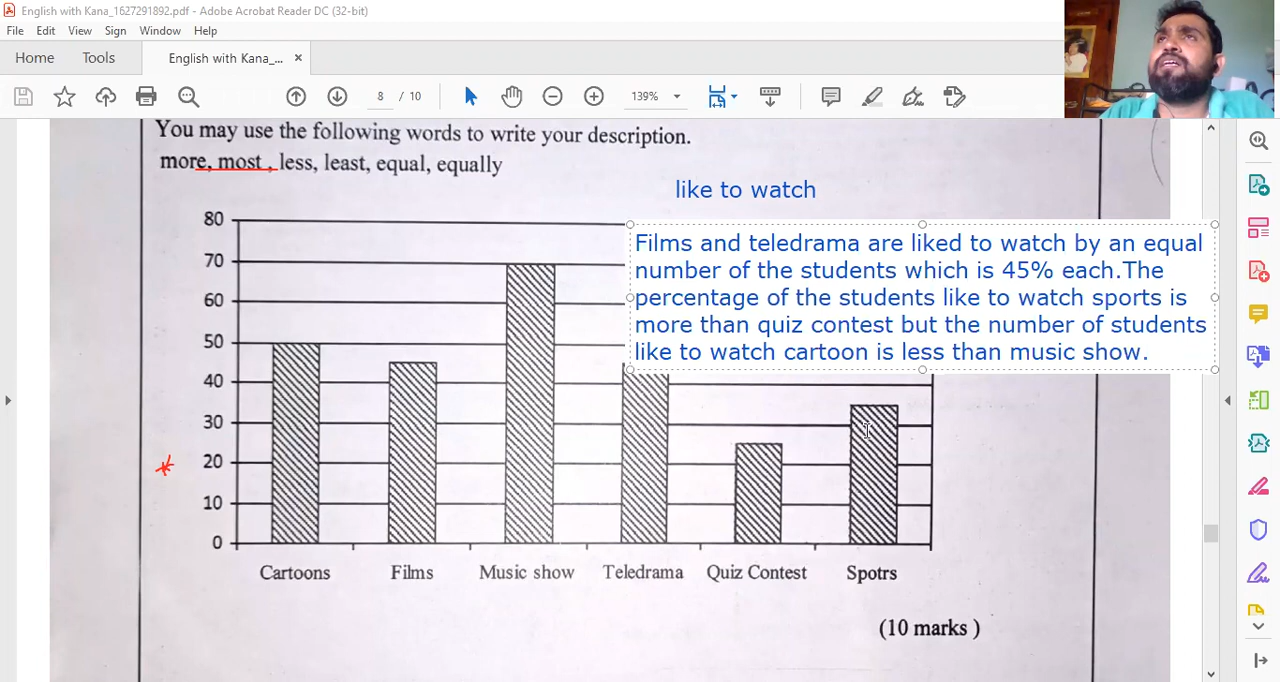 English with Kana_1627291892.pdf - Adobe Acrobat Reader DC (32-bit)
File Edit View Sign Window Help
Home Tools English with Kana_... ×
8 / 10 139%
You may use the following words to write your description.
more, most , less, least, equal, equally
like to watch
80
Films and teledrama are liked to watch by an equal
number of the students which is 45% each.The
percentage of the students like to watch sports is
more than quiz contest but the number of students
like to watch cartoon is less than music show.
70
60
50
40
30
20
10
0
Cartoons Films Music show Teledrama Quiz Contest Spotrs
(10 marks )